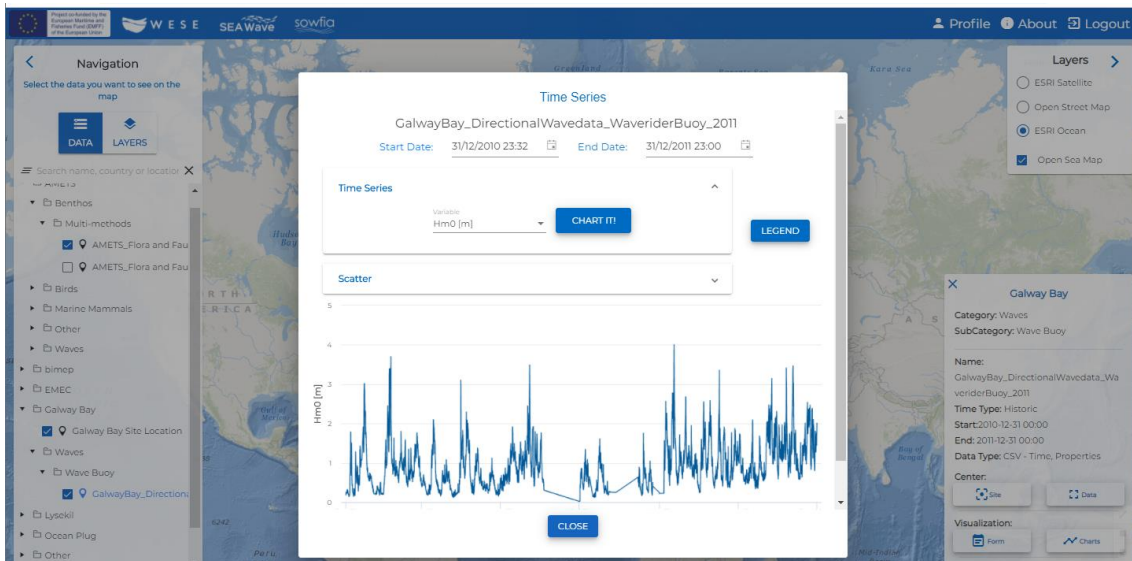 Project co-funded by the
European Maritime and
Fisheries Fund (EMFF)
of the European Union
WESE
SEAWave
sowfia
Profile
About
Logout
Navigation
Select the data you want to see on the
map
DATA
LAYERS
Search name, country or location
AMETS
Benthos
Multi-methods
AMETS_Flora and Fau
AMETS_Flora and Fau
Birds
Marine Mammals
Other
Waves
bimep
EMEC
Galway Bay
Galway Bay Site Location
Waves
Wave Buoy
GalwayBay_Direction
Lysekil
Ocean Plug
Other
Greenland
Kara Sea
Peru
6242
Time Series
GalwayBay_DirectionalWavedata_WaveriderBuoy_2011
Start Date: 31/12/2010 23:32 End Date: 31/12/2011 23:00
Time Series
Variable
Hm0 [m]
CHART IT!
LEGEND
Scatter
5
4
3
2
1
0
Hm0 [m]
CLOSE
Layers
ESRI Satellite
Open Street Map
ESRI Ocean
Open Sea Map
Galway Bay
Category: Waves
SubCategory: Wave Buoy
Name:
GalwayBay_DirectionalWavedata_Wa
veriderBuoy_2011
Time Type: Historic
Start:2010-12-31 00:00
End: 2011-12-31 00:00
Data Type: CSV - Time, Properties
Center:
Site
Data
Visualization:
Form
Charts